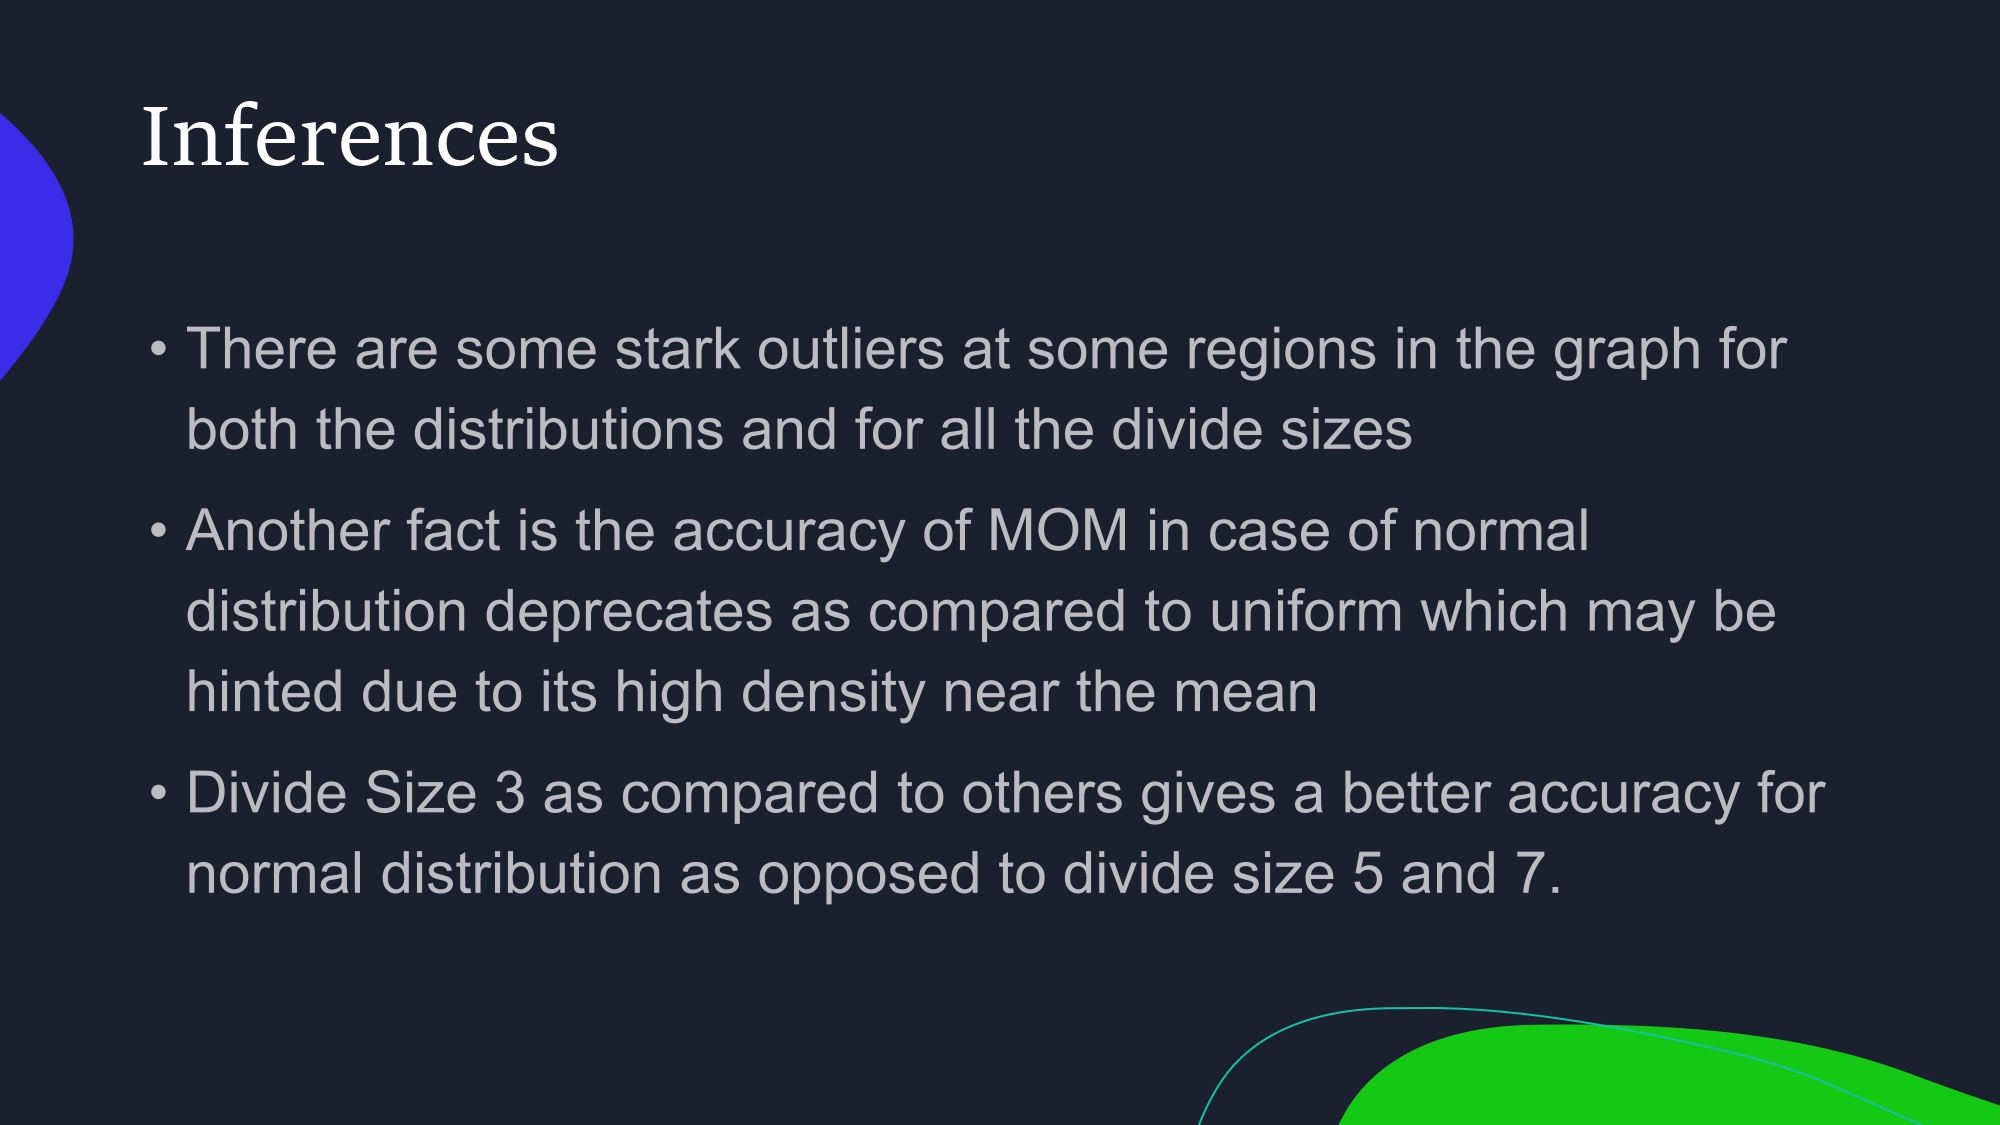 Inferences
• There are some stark outliers at some regions in the graph for
both the distributions and for all the divide sizes
• Another fact is the accuracy of MOM in case of normal
distribution deprecates as compared to uniform which may be
hinted due to its high density near the mean
• Divide Size 3 as compared to others gives a better accuracy for
normal distribution as opposed to divide size 5 and 7.